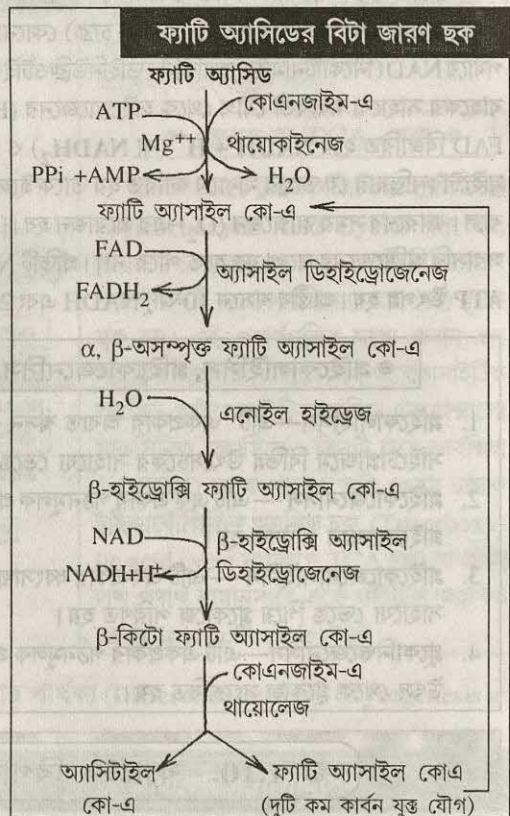 ফ্যাটি অ্যাসিডের বিটা জারণ ছক
ফ্যাটি অ্যাসিড
ATP
কোএনজাইম-এ
Mg++
থায়োকাইনেজ
PPi +AMP
H2O
ফ্যাটি অ্যাসাইল কো-এ
FAD
অ্যাসাইল ডিহাইড্রোজেনেজ
FADH2
α, β-অসম্পৃক্ত ফ্যাটি অ্যাসাইল কো-এ
H2O
এনোইল হাইড্রেজ
β-হাইড্রোক্সি ফ্যাটি অ্যাসাইল কো-এ
NAD
β-হাইড্রোক্সি অ্যাসাইল
NADH+H+
ডিহাইড্রোজেনেজ
β-কিটো ফ্যাটি অ্যাসাইল কো-এ
কোএনজাইম-এ
থায়োলেজ
অ্যাসিটাইল
কো-এ
ফ্যাটি অ্যাসাইল কোএ
(দুটি কম কার্বন যুক্ত যৌগ)